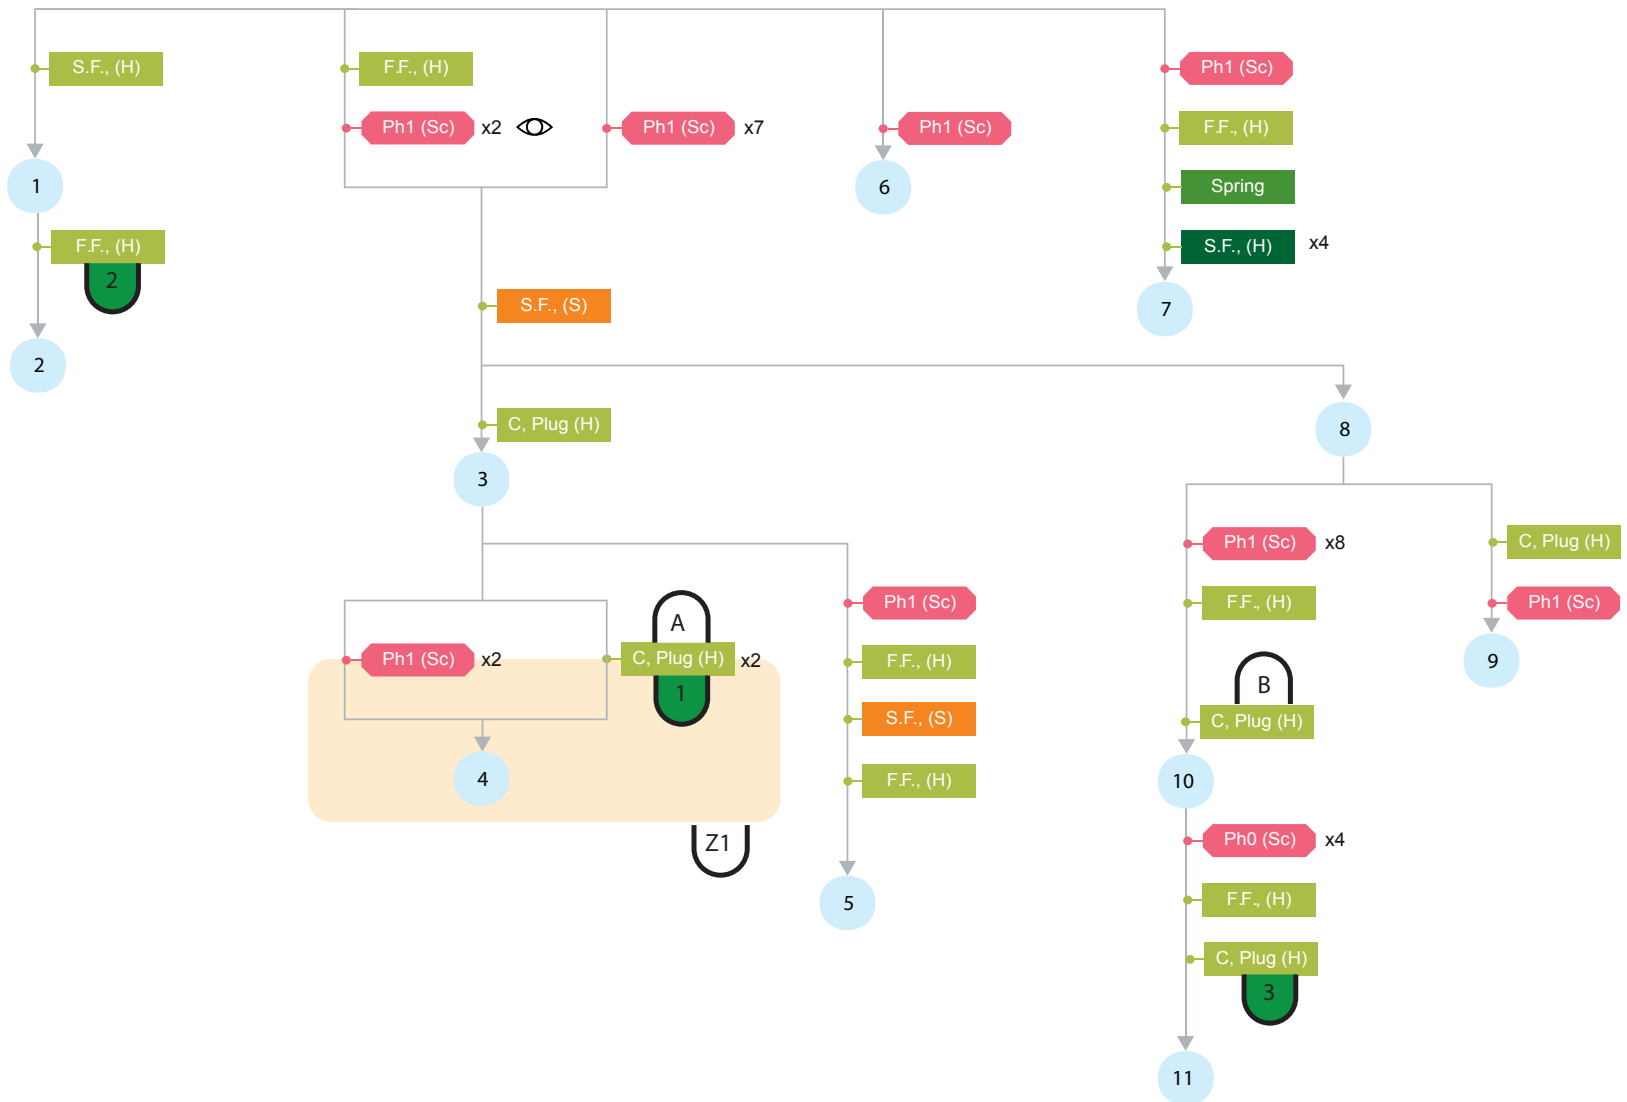 S.F., (H)
F.F., (H)
Ph1 (Sc)
Ph1 (Sc) x2
Ph1 (Sc) x7
Ph1 (Sc)
F.F., (H)
1
6
Spring
F.F., (H)
S.F., (H) x4
2
S.F., (S)
7
2
C, Plug (H)
8
3
Ph1 (Sc) x8
C, Plug (H)
Ph1 (Sc)
F.F., (H)
Ph1 (Sc)
A
Ph1 (Sc) x2
C, Plug (H) x2
F.F., (H)
9
1
B
S.F., (S)
C, Plug (H)
4
F.F., (H)
10
Z1
Ph0 (Sc) x4
5
F.F., (H)
C, Plug (H)
3
11